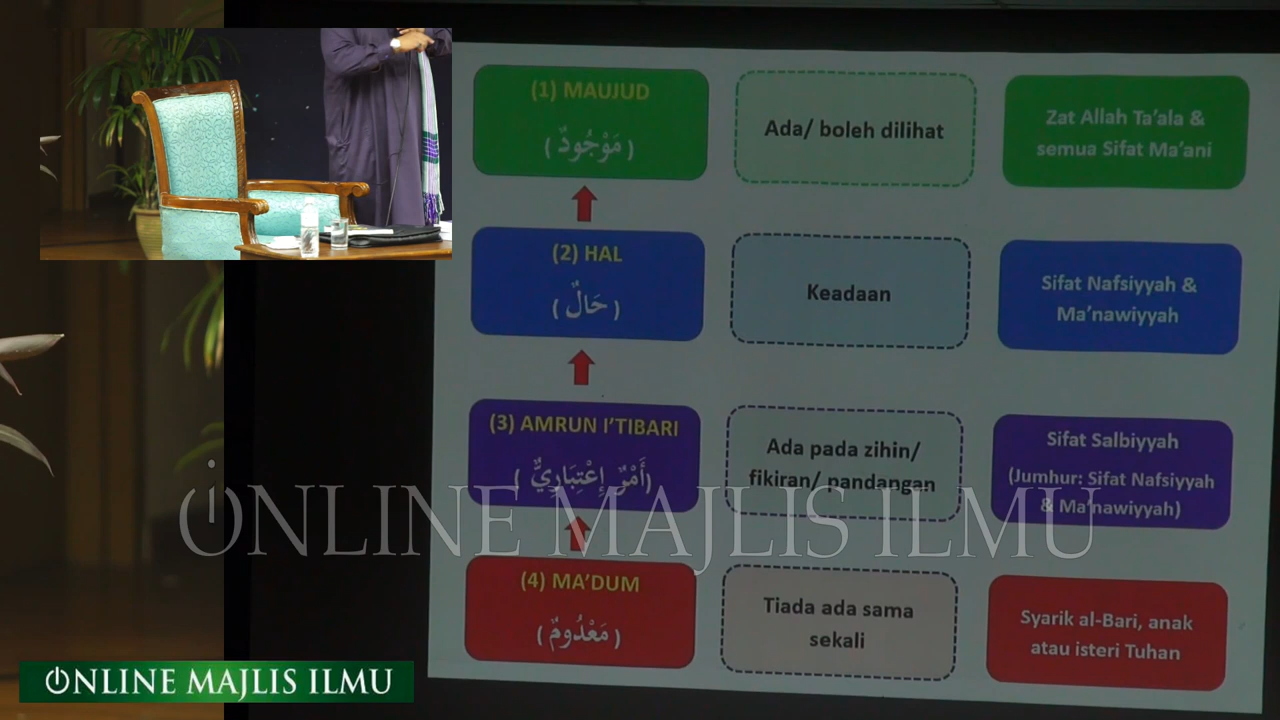 (1) MAUJUD
(مَوْجُودٌ)
Ada/ boleh dilihat
Zat Allah Ta'ala &
semua Sifat Ma'ani
(2) HAL
(حَالٌ)
Keadaan
Sifat Nafsiyyah &
Ma'nawiyyah
(3) AMRUN I'TIBARI
(أَمْرٌ إِعْتِبَارِيٌّ)
Ada pada zihin/
fikiran/ pandangan
Sifat Salbiyyah
(Jumhur: Sifat Nafsiyyah
& Ma'nawiyyah)
(4) MA'DUM
(مَعْدُومٌ)
Tiada ada sama
sekali
Syarik al-Bari, anak
atau isteri Tuhan
ONLINE MAJLIS ILMU
ONLINE MAJLIS ILMU